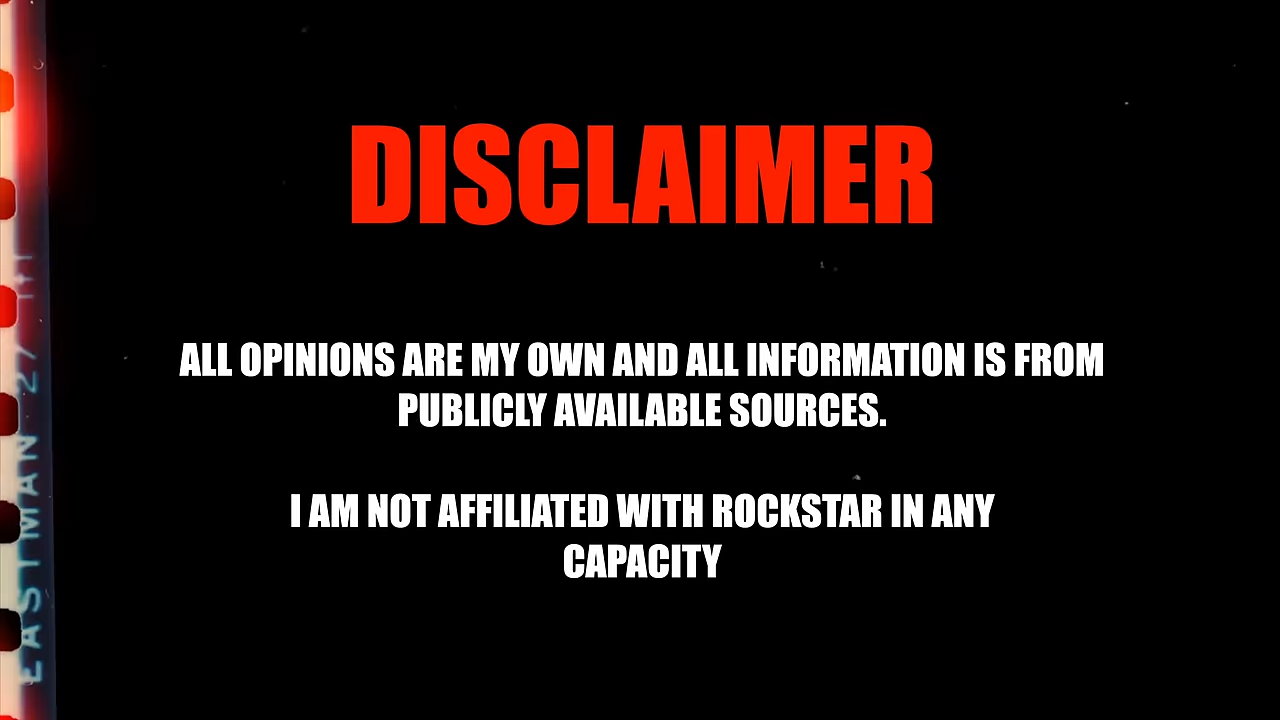 DISCLAIMER
ALL OPINIONS ARE MY OWN AND ALL INFORMATION IS FROM
PUBLICLY AVAILABLE SOURCES.
I AM NOT AFFILIATED WITH ROCKSTAR IN ANY
CAPACITY
EASTMAN 27